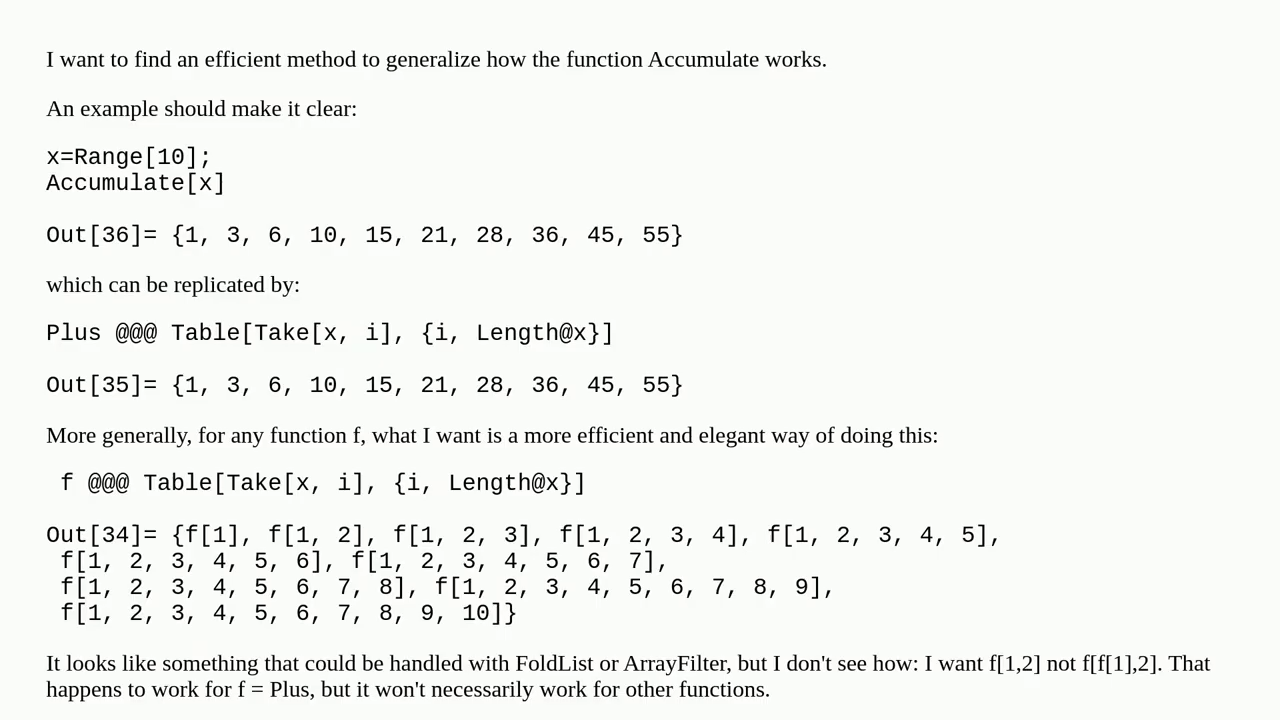 I want to find an efficient method to generalize how the function Accumulate works.
An example should make it clear:
x=Range[10];
Accumulate[x]
Out[36]= {1, 3, 6, 10, 15, 21, 28, 36, 45, 55}
which can be replicated by:
Plus @@@ Table[Take[x, i], {i, Length@x}]
Out[35]= {1, 3, 6, 10, 15, 21, 28, 36, 45, 55}
More generally, for any function f, what I want is a more efficient and elegant way of doing this:
f @@@ Table[Take[x, i], {i, Length@x}]
Out[34]= {f[1], f[1, 2], f[1, 2, 3], f[1, 2, 3, 4], f[1, 2, 3, 4, 5],
f[1, 2, 3, 4, 5, 6], f[1, 2, 3, 4, 5, 6, 7],
f[1, 2, 3, 4, 5, 6, 7, 8], f[1, 2, 3, 4, 5, 6, 7, 8, 9],
f[1, 2, 3, 4, 5, 6, 7, 8, 9, 10]}
It looks like something that could be handled with FoldList or ArrayFilter, but I don't see how: I want f[1,2] not f[f[1],2]. That
happens to work for f = Plus, but it won't necessarily work for other functions.